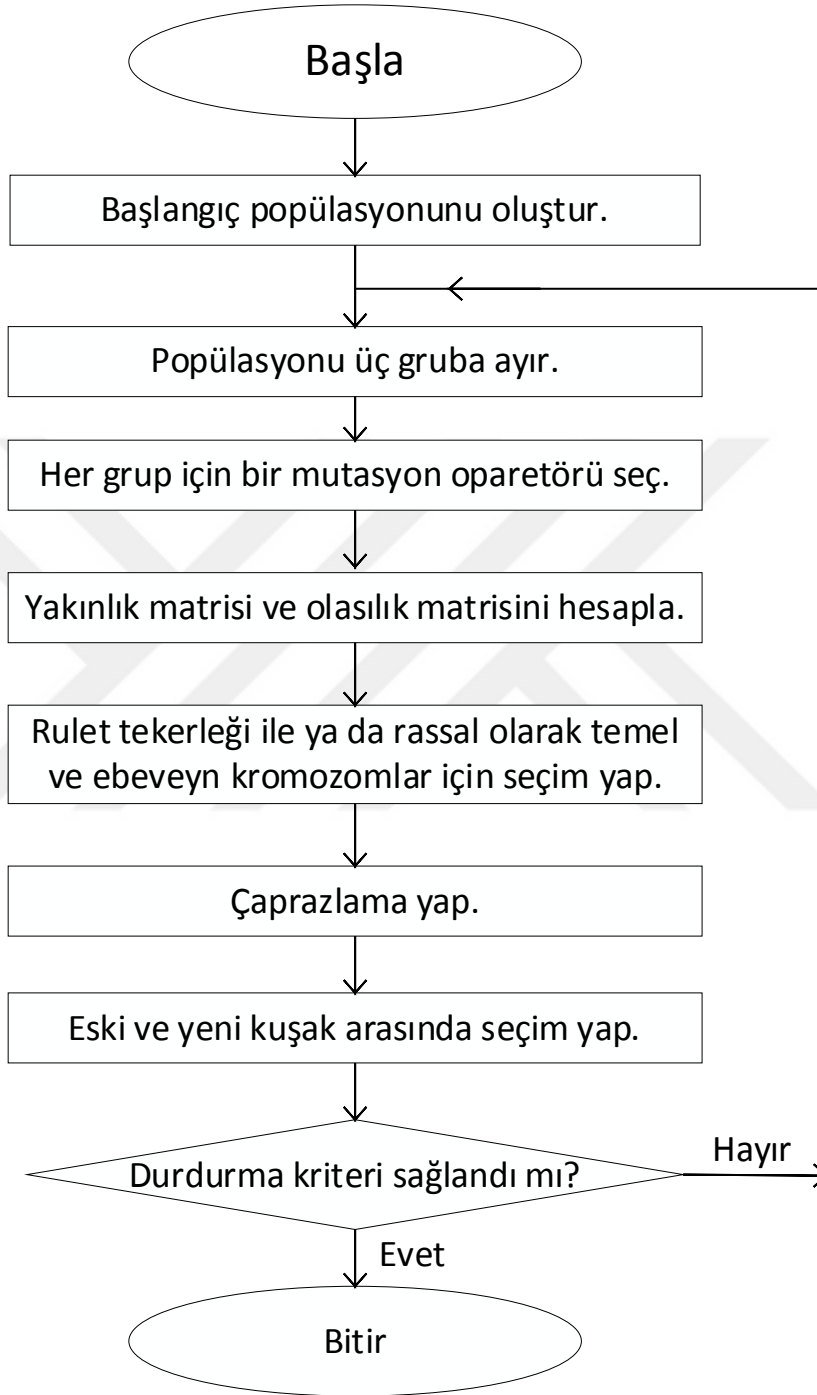 Başla
Başlangıç popülasyonunu oluştur.
Popülasyonu üç gruba ayır.
Her grup için bir mutasyon oparetörü seç.
Yakınlık matrisi ve olasılık matrisini hesapla.
Rulet tekerleği ile ya da rassal olarak temel
ve ebeveyn kromozomlar için seçim yap.
Çaprazlama yap.
Eski ve yeni kuşak arasında seçim yap.
Durdurma kriteri sağlandı mı?
Hayır
Evet
Bitir